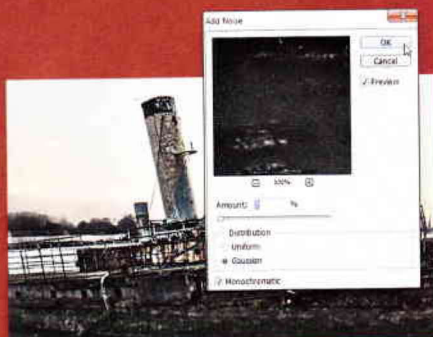 Add Noise
OK
Cancel
Preview
100%
Amount: %
Distribution
Uniform
Gaussian
Monochromatic